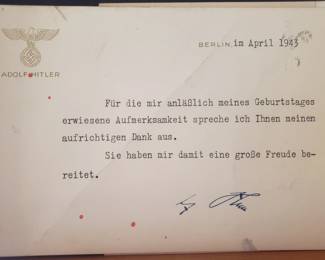 ADOLF HITLER
BERLIN, im April 1943
Für die mir anläßlich meines Geburtstages
erwiesene Aufmerksamkeit spreche ich Ihnen meinen
aufrichtigen Dank aus.
Sie haben mir damit eine große Freude be-
reitet.